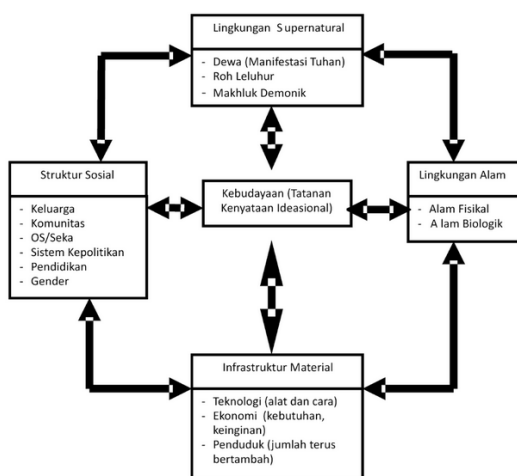 Lingkungan Supernatural
- Dewa (Manifestasi Tuhan)
- Roh Leluhur
- Makhluk Demonik
Struktur Sosial
- Keluarga
- Komunitas
- OS/Seka
- Sistem Kepolitikan
- Pendidikan
- Gender
Kebudayaan (Tatanan
Kenyataan Ideasional)
Lingkungan Alam
- Alam Fisikal
- A lam Biologik
Infrastruktur Material
- Teknologi (alat dan cara)
- Ekonomi (kebutuhan,
keinginan)
- Penduduk (jumlah terus
bertambah)